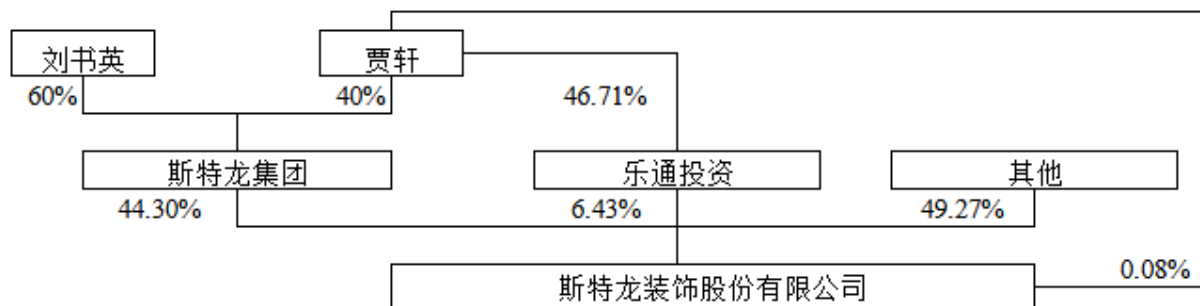 刘书英
贾轩
60%
40%
46.71%
斯特龙集团
乐通投资
其他
44.30%
6.43%
49.27%
0.08%
斯特龙装饰股份有限公司